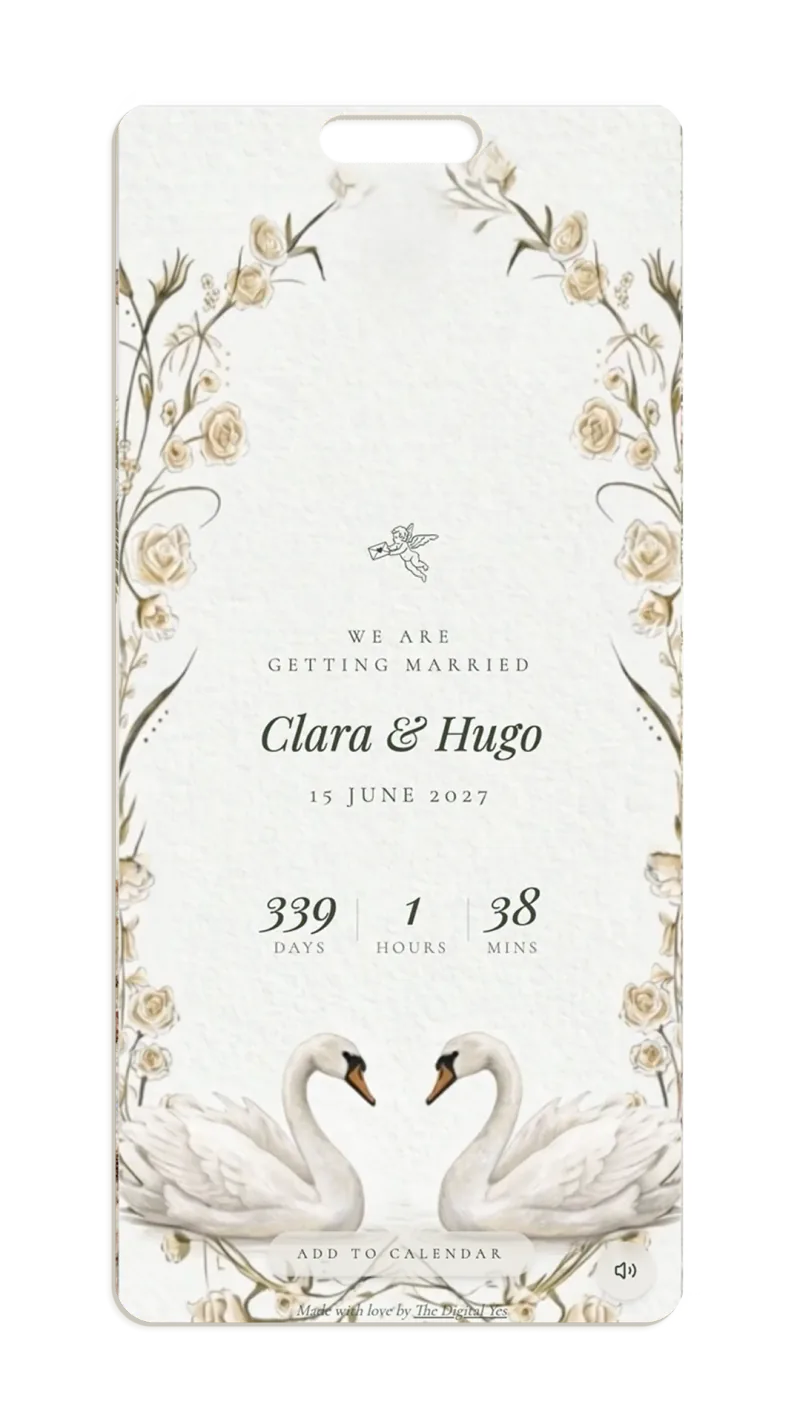 WE ARE
GETTING MARRIED
Clara & Hugo
15 JUNE 2027
339 1 38
DAYS HOURS MINS
ADD TO CALENDAR
Made with love by The Digital Yes